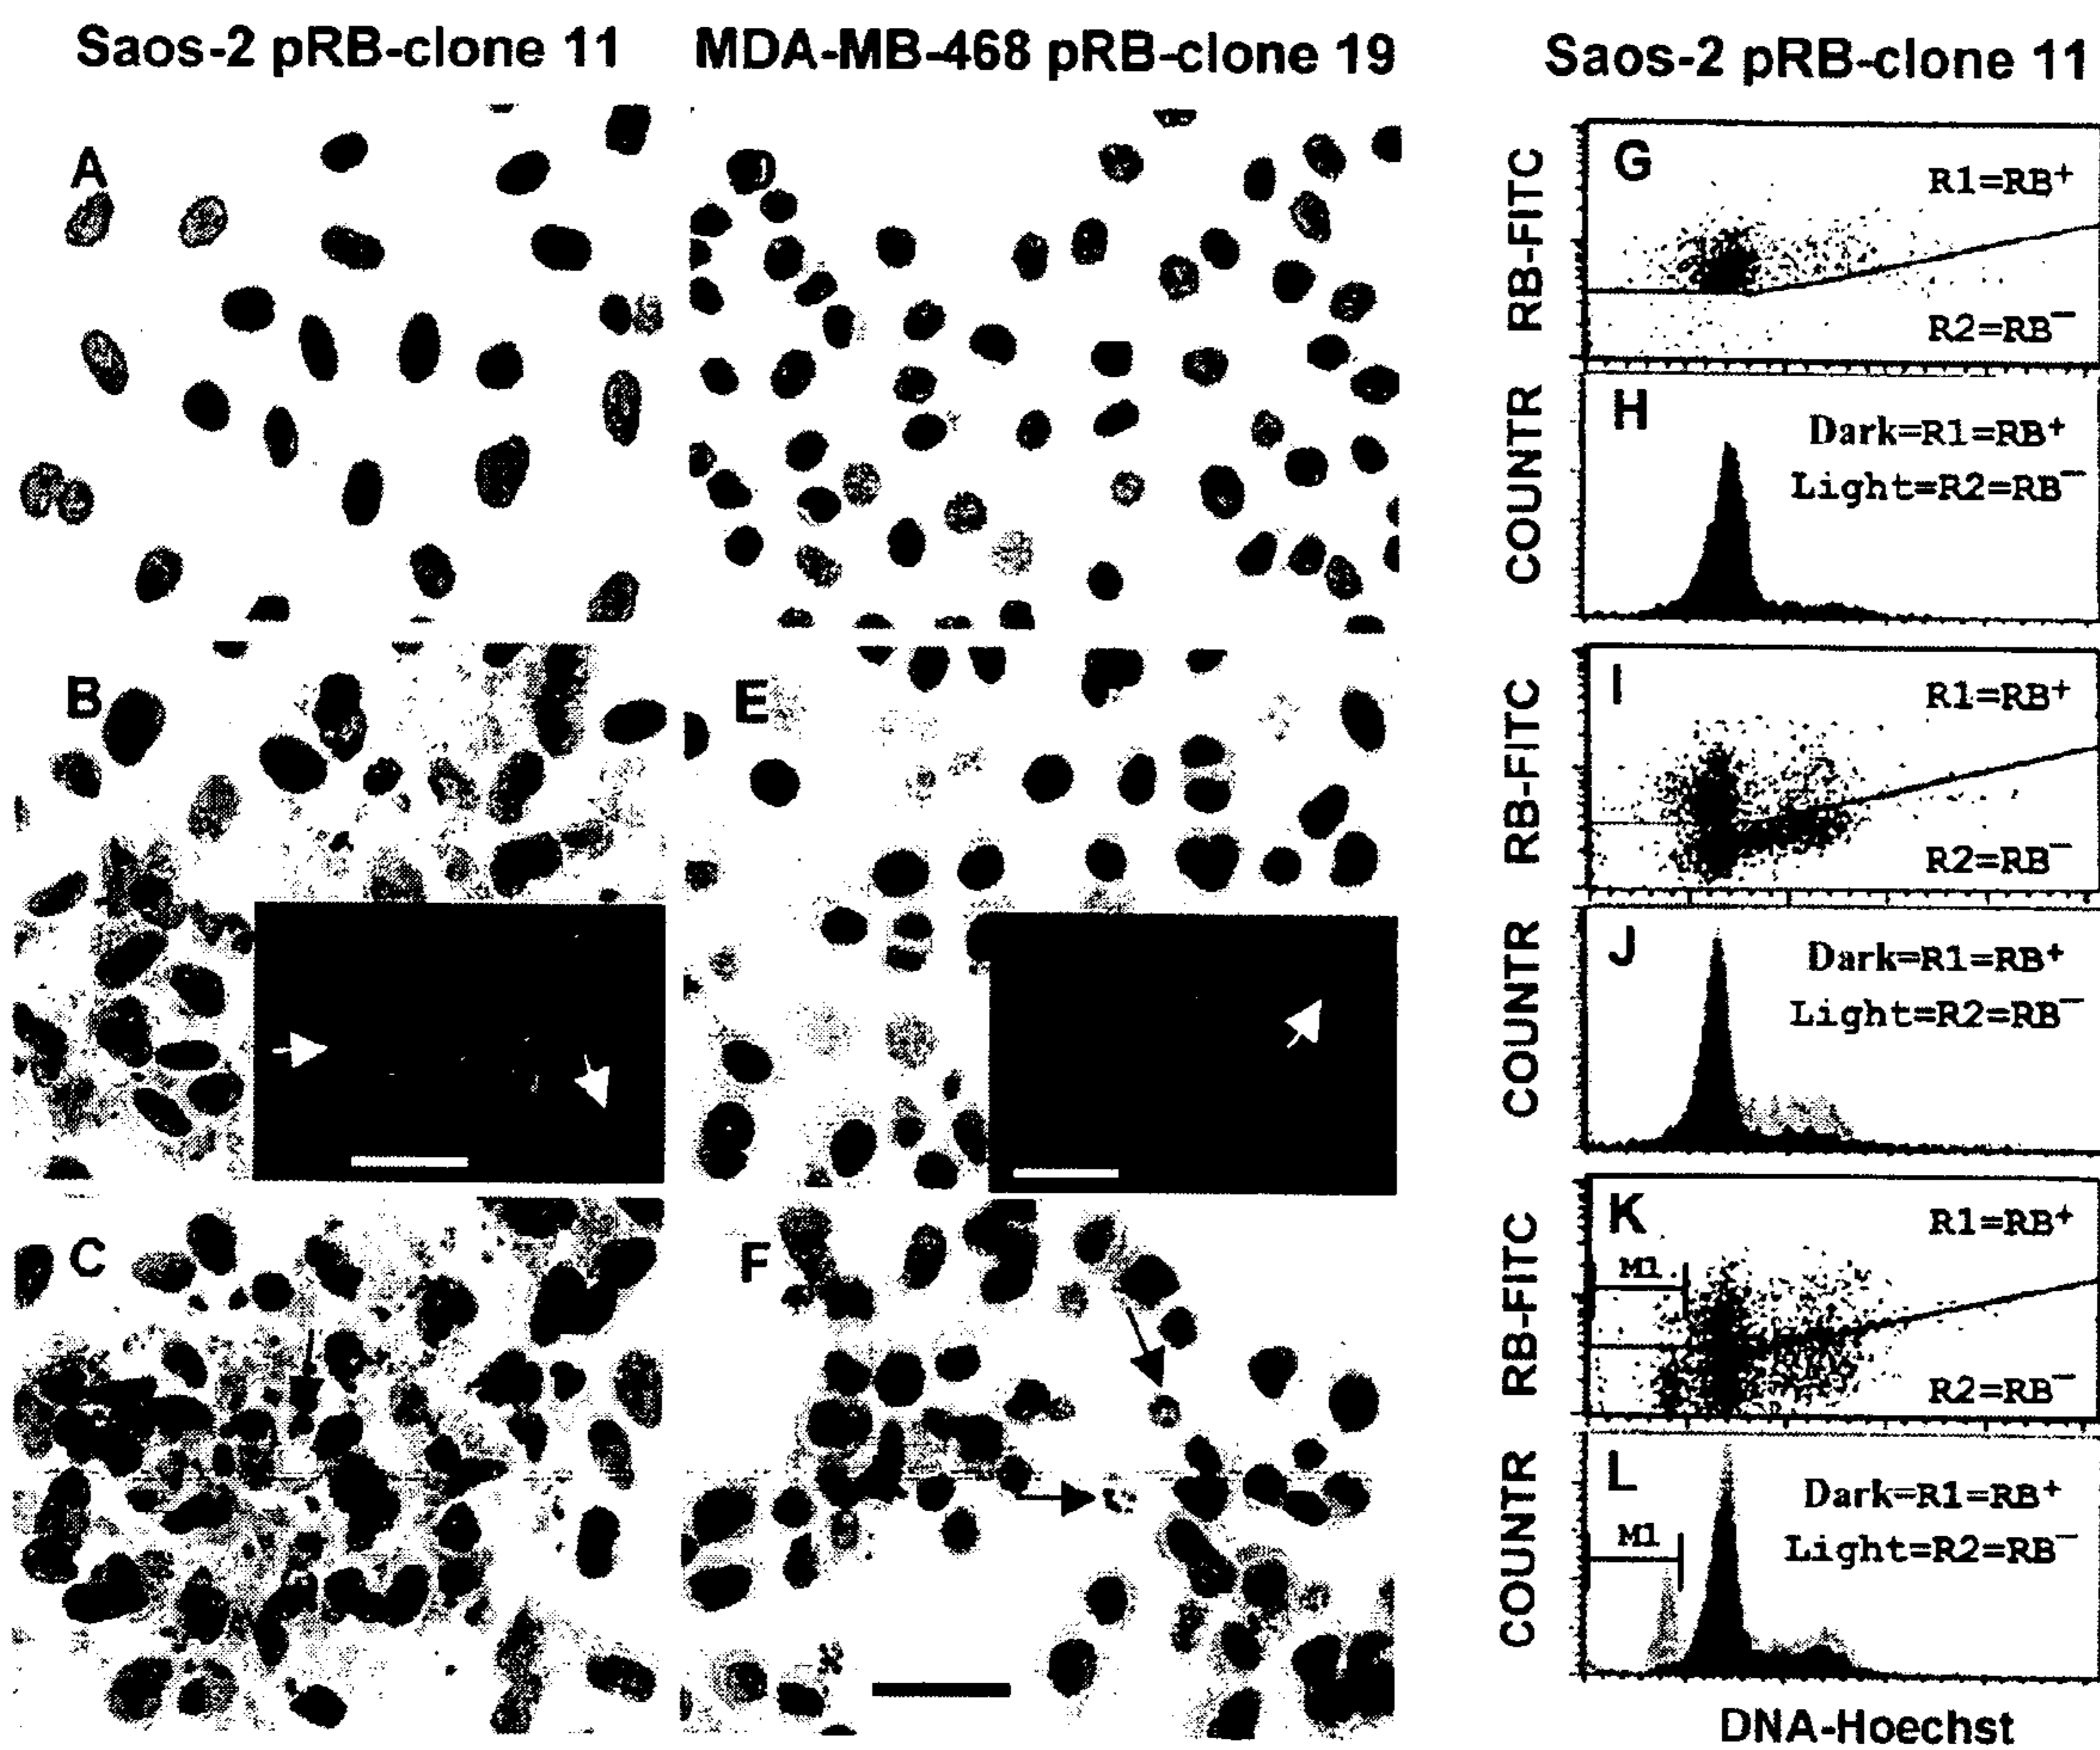 Saos-2 pRB-clone 11
MDA-MB-468 pRB-clone 19
Saos-2 pRB-clone 11
A
B
C
E
F
RB-FITC
G
R1=RB+
R2=RB−
COUNTR
H
Dark=R1=RB+
Light=R2=RB−
RB-FITC
I
R1=RB+
R2=RB−
COUNTR
J
Dark=R1=RB+
Light=R2=RB−
RB-FITC
K
R1=RB+
M1
R2=RB−
COUNTR
L
Dark=R1=RB+
M1
Light=R2=RB−
DNA-Hoechst